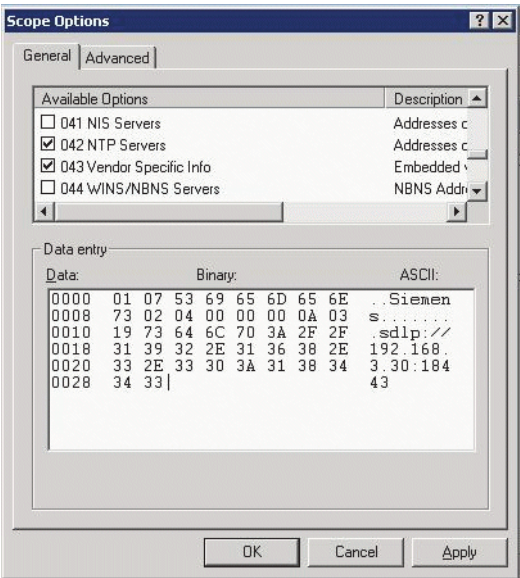 Scope Options
General Advanced
Available Options Description
041 NIS Servers Addresses c
042 NTP Servers Addresses c
043 Vendor Specific Info Embedded v
044 WINS/NBNS Servers NBNS Addre
Data entry
Data: Binary: ASCII:
0000 01 07 53 69 65 6D 65 6E ..Siemen
0008 73 02 04 00 00 00 0A 03 s.......
0010 19 73 64 6C 70 3A 2F 2F .sdlp://
0018 31 39 32 2E 31 36 38 2E 192.168.
0020 33 2E 33 30 3A 31 38 34 3.30:184
0028 34 33 43
OK Cancel Apply